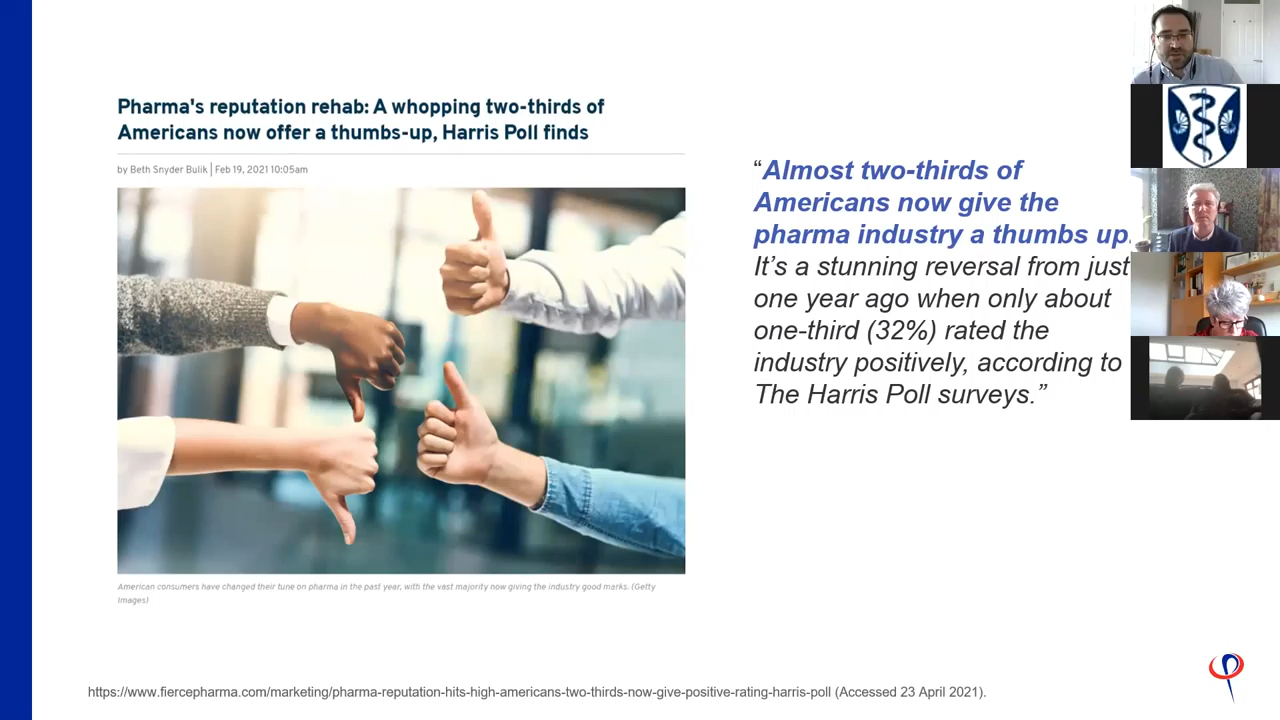 Pharma's reputation rehab: A whopping two-thirds of
Americans now offer a thumbs-up, Harris Poll finds
by Beth Snyder Bulik | Feb 19, 2021 10:05am
American consumers have changed their tune on pharma in the past year, with the vast majority now giving the industry good marks. (Getty
Images)
“Almost two-thirds of
Americans now give the
pharma industry a thumbs up.
It’s a stunning reversal from just
one year ago when only about
one-third (32%) rated the
industry positively, according to
The Harris Poll surveys.”
https://www.fiercepharma.com/marketing/pharma-reputation-hits-high-americans-two-thirds-now-give-positive-rating-harris-poll (Accessed 23 April 2021).